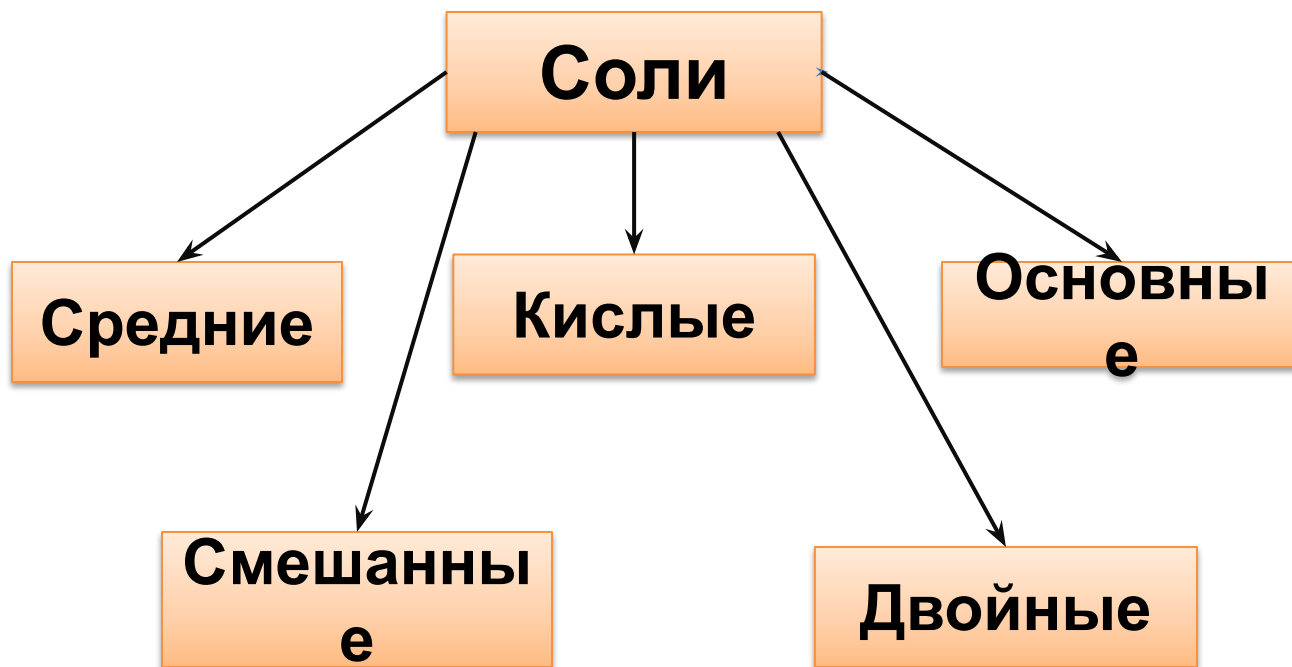 Соли
Средние
Кислые
Основны
е
Смешанны
е
Двойные